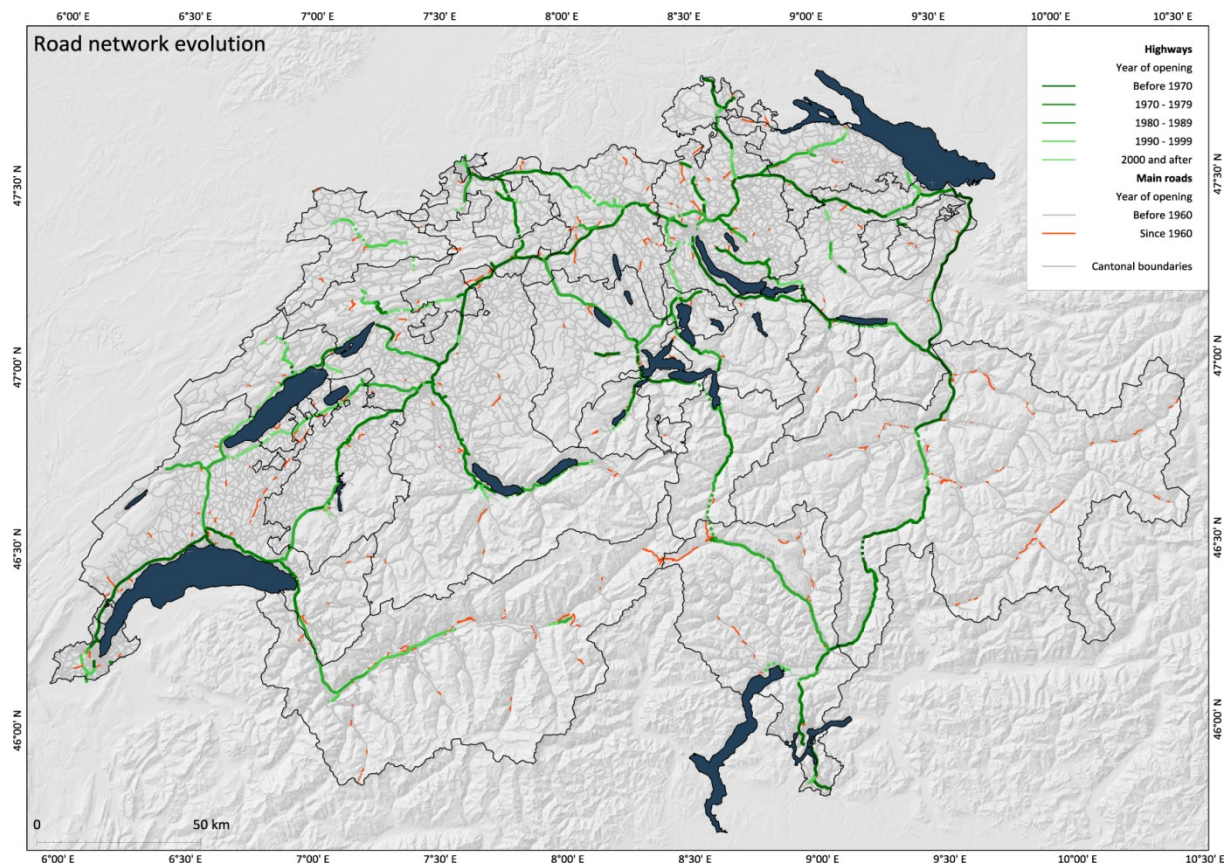 6°00' E 6°30' E 7°00' E 7°30' E 8°00' E 8°30' E 9°00' E 9°30' E 10°00' E 10°30' E
Road network evolution
Highways
Year of opening
Before 1970
1970 - 1979
1980 - 1989
1990 - 1999
2000 and after
Main roads
Year of opening
Before 1960
Since 1960
Cantonal boundaries
47°30' N
47°00' N
46°30' N
46°00' N
47°30' N
47°00' N
46°30' N
46°00' N
0 50 km
6°00' E 6°30' E 7°00' E 7°30' E 8°00' E 8°30' E 9°00' E 9°30' E 10°00' E 10°30' E